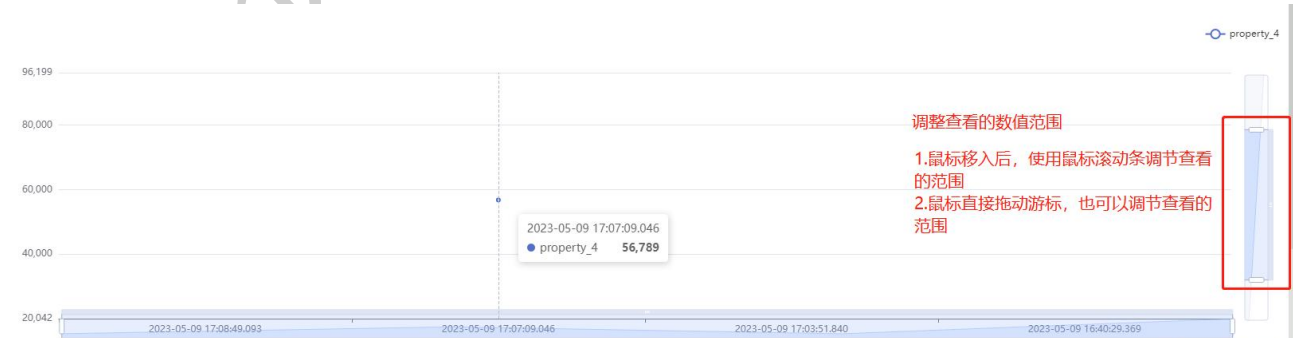 property_4
96,199
80,000
调整查看的数值范围
1.鼠标移入后，使用鼠标滚动条调节查看
的范围
2.鼠标直接拖动游标，也可以调节查看的
范围
60,000
2023-05-09 17:07:09.046
property_4 56,789
40,000
20,042
2023-05-09 17:08:49.093
2023-05-09 17:07:09.046
2023-05-09 17:03:51.840
2023-05-09 16:40:29.369